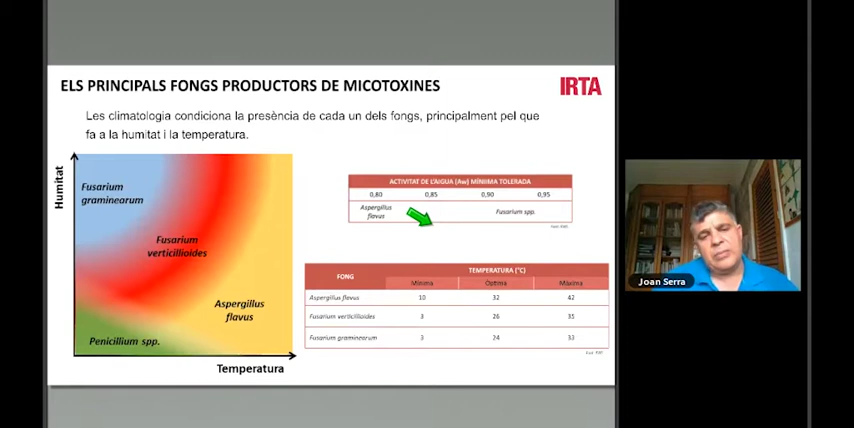 ELS PRINCIPALS FONGS PRODUCTORS DE MICOTOXINES
IRTA
Les climatologia condiciona la presència de cada un dels fongs, principalment pel que
fa a la humitat i la temperatura.
Humitat
Fusarium
graminearum
Fusarium
verticillioides
Aspergillus
flavus
Penicillium spp.
Temperatura
ACTIVITAT DE L'AIGUA (Aw) MÍNIIMA TOLERADA
0,80 0,85 0,90 0,95
Aspergillus
flavus
Fusarium spp.
FONG
TEMPERATURA (°C)
Mínima Òptima Màxima
Aspergillus flavus 10 32 42
Fusarium verticillioides 3 26 35
Fusarium graminearum 3 24 33
Joan Serra